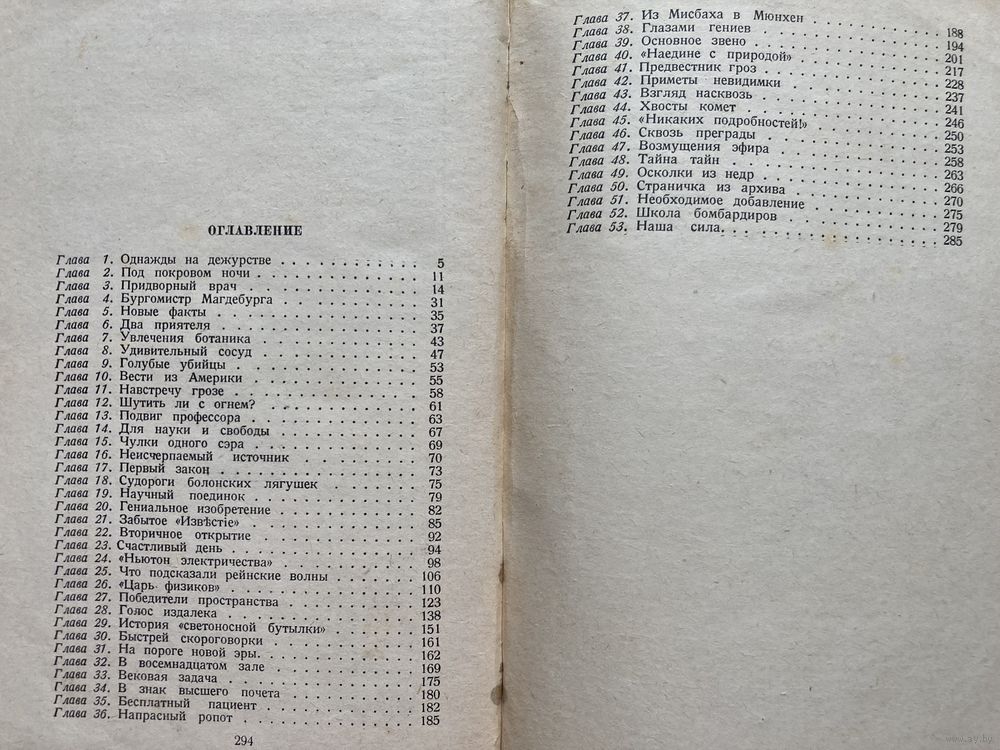 ОГЛАВЛЕНИЕ
Глава 1. Однажды на дежурстве . . . . . . . . . . 5
Глава 2. Под покровом ночи . . . . . . . . . . 11
Глава 3. Придворный врач . . . . . . . . . . 14
Глава 4. Бургомистр Магдебурга . . . . . . . . . . 31
Глава 5. Новые факты . . . . . . . . . . 35
Глава 6. Два приятеля . . . . . . . . . . 37
Глава 7. Увлечения ботаника . . . . . . . . . . 43
Глава 8. Удивительный сосуд . . . . . . . . . . 47
Глава 9. Голубые убийцы . . . . . . . . . . 53
Глава 10. Вести из Америки . . . . . . . . . . 55
Глава 11. Навстречу грозе . . . . . . . . . . 58
Глава 12. Шутить ли с огнем? . . . . . . . . . . 61
Глава 13. Подвиг профессора . . . . . . . . . . 63
Глава 14. Для науки и свободы . . . . . . . . . . 67
Глава 15. Чулки одного сэра . . . . . . . . . . 69
Глава 16. Неисчерпаемый источник . . . . . . . . . . 70
Глава 17. Первый закон . . . . . . . . . . 73
Глава 18. Судороги болонских лягушек . . . . . . . . . . 75
Глава 19. Научный поединок . . . . . . . . . . 79
Глава 20. Гениальное изобретение . . . . . . . . . . 82
Глава 21. Забытое «Извѣстіе» . . . . . . . . . . 85
Глава 22. Вторичное открытие . . . . . . . . . . 92
Глава 23. Счастливый день . . . . . . . . . . 94
Глава 24. «Ньютон электричества» . . . . . . . . . . 98
Глава 25. Что подсказали рейнские волны . . . . . . . . . . 106
Глава 26. «Царь физиков» . . . . . . . . . . 110
Глава 27. Победители пространства . . . . . . . . . . 123
Глава 28. Голос издалека . . . . . . . . . . 138
Глава 29. История «светоносной бутылки» . . . . . . . . . . 151
Глава 30. Быстрей скороговорки . . . . . . . . . . 161
Глава 31. На пороге новой эры. . . . . . . . . . . 162
Глава 32. В восемнадцатом зале . . . . . . . . . . 169
Глава 33. Вековая задача . . . . . . . . . . 175
Глава 34. В знак высшего почета . . . . . . . . . . 180
Глава 35. Бесплатный пациент . . . . . . . . . . 182
Глава 36. Напрасный ропот . . . . . . . . . . 185
294
Глава 37. Из Мисбаха в Мюнхен . . . . . . . . . . 188
Глава 38. Глазами гениев . . . . . . . . . . 194
Глава 39. Основное звено . . . . . . . . . . 201
Глава 40. «Наедине с природой» . . . . . . . . . . 217
Глава 41. Предвестник гроз . . . . . . . . . . 228
Глава 42. Приметы невидимки . . . . . . . . . . 237
Глава 43. Взгляд насквозь . . . . . . . . . . 241
Глава 44. Хвосты комет . . . . . . . . . . 246
Глава 45. «Никаких подробностей!» . . . . . . . . . . 250
Глава 46. Сквозь преграды . . . . . . . . . . 253
Глава 47. Возмущения эфира . . . . . . . . . . 258
Глава 48. Тайна тайн . . . . . . . . . . 263
Глава 49. Осколки из недр . . . . . . . . . . 266
Глава 50. Страничка из архива . . . . . . . . . . 270
Глава 51. Необходимое добавление . . . . . . . . . . 275
Глава 52. Школа бомбардиров . . . . . . . . . . 279
Глава 53. Наша сила. . . . . . . . . . . 285
www.ay.by